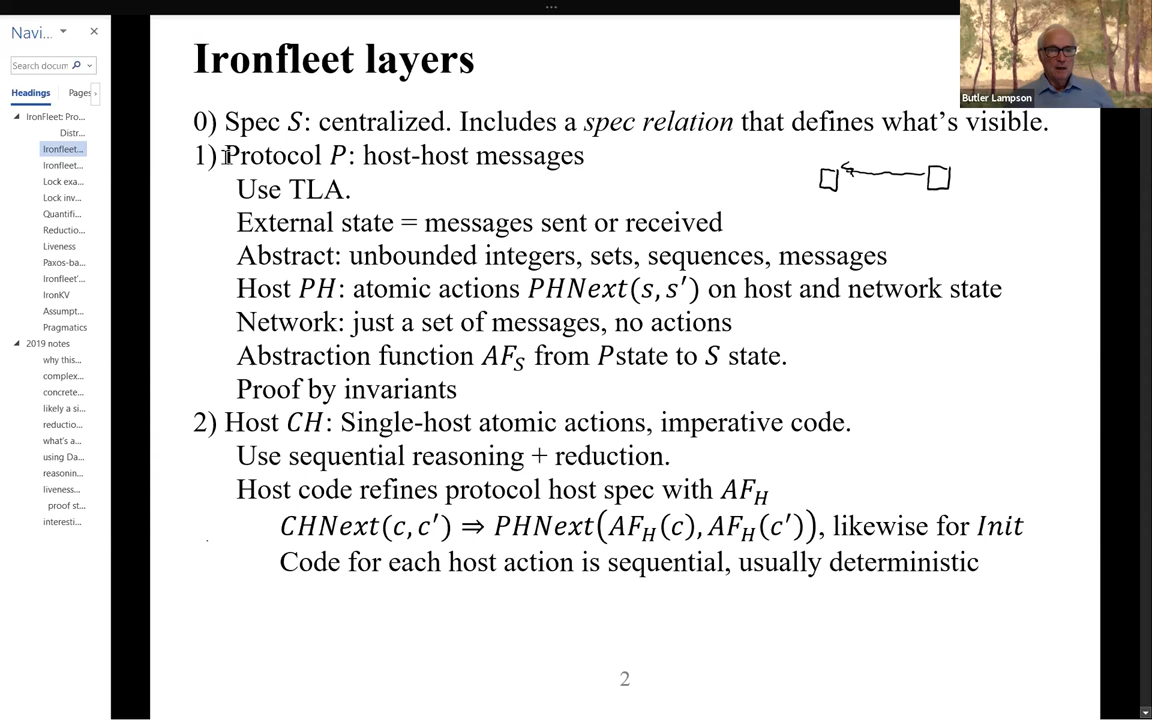 Navi...
Search docum
Headings
Pages
IronFleet: Pro...
Distr...
Ironfleet...
Ironfleet...
Lock exa...
Lock inv...
Quantifi...
Reductio...
Liveness
Paxos-ba...
Ironfleet'...
IronKV
Assumpt...
Pragmatics
2019 notes
why this...
complex...
concrete...
likely a si...
reductio...
what's a...
using Da...
reasonin...
liveness...
proof st...
interesti...
Butler Lampson
Ironfleet layers
0) Spec S: centralized. Includes a spec relation that defines what's visible.
1) Protocol P: host-host messages
Use TLA.
External state = messages sent or received
Abstract: unbounded integers, sets, sequences, messages
Host PH: atomic actions PHNext(s, s′) on host and network state
Network: just a set of messages, no actions
Abstraction function AF_S from Pstate to S state.
Proof by invariants
2) Host CH: Single-host atomic actions, imperative code.
Use sequential reasoning + reduction.
Host code refines protocol host spec with AF_H
CHNext(c, c′) ⇒ PHNext(AF_H(c), AF_H(c′)), likewise for Init
Code for each host action is sequential, usually deterministic
2